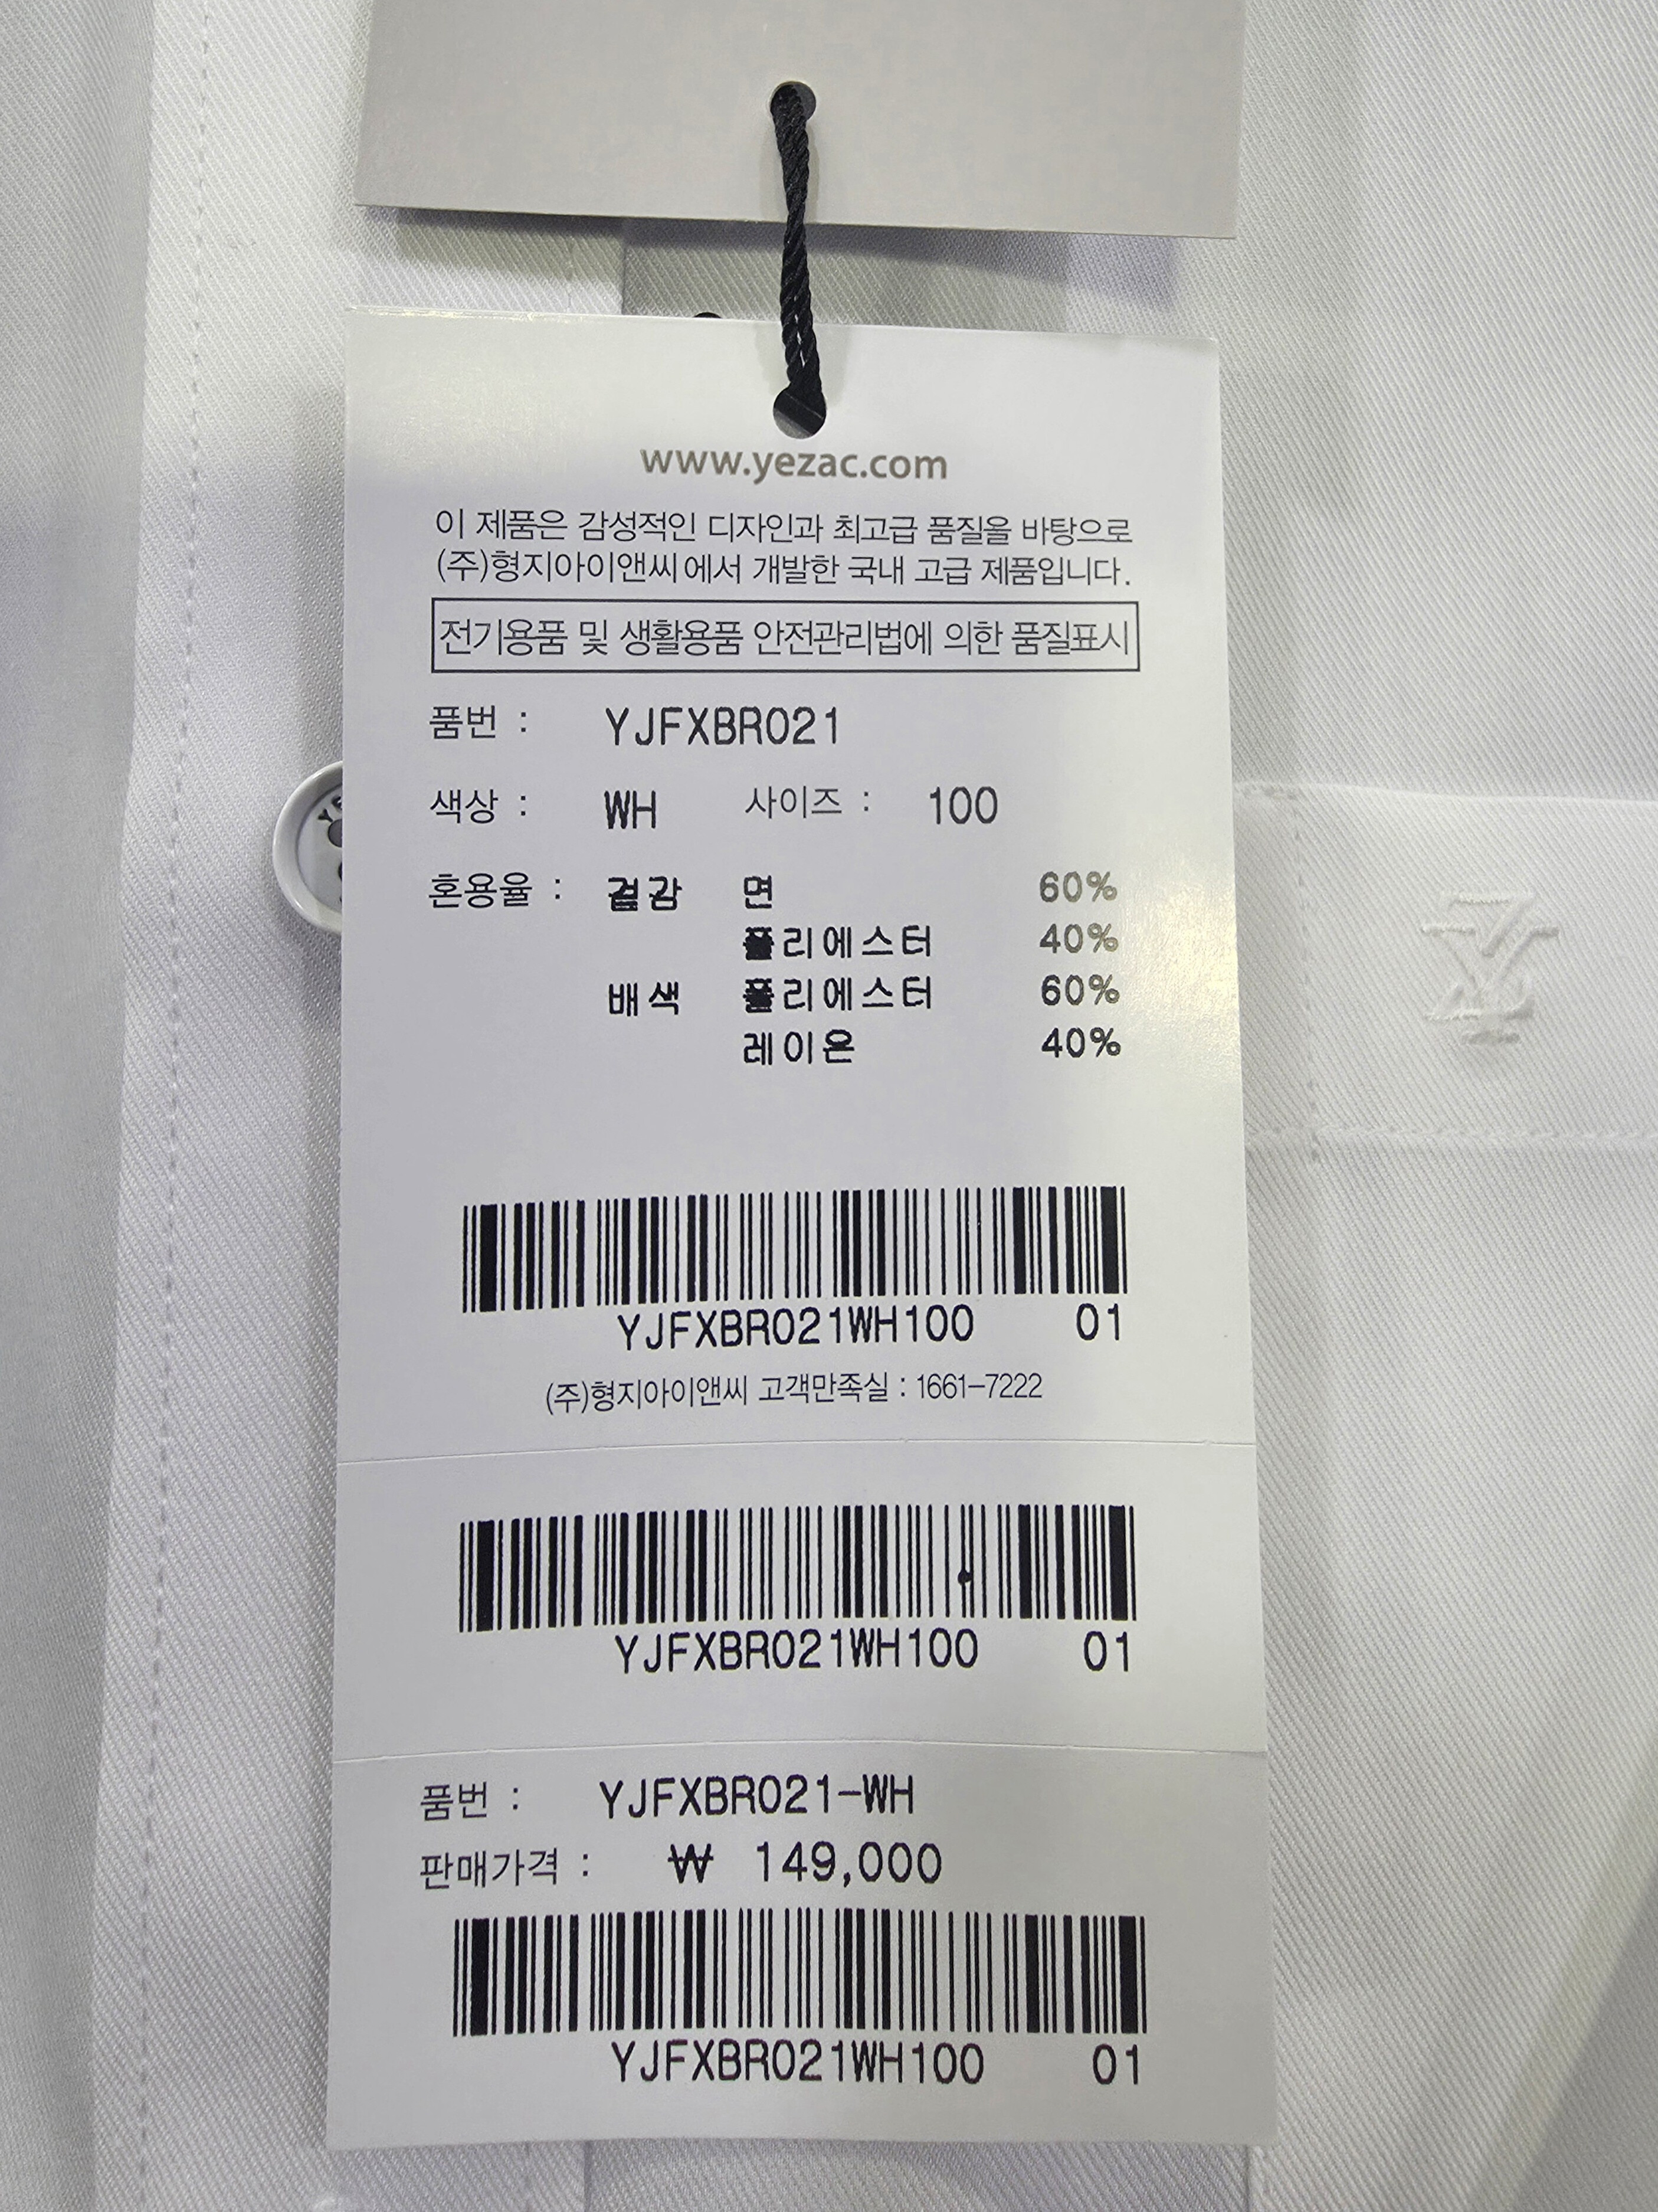 www.yezac.com
이 제품은 감성적인 디자인과 최고급 품질을 바탕으로
(주)형지아이앤씨에서 개발한 국내 고급 제품입니다.
전기용품 및 생활용품 안전관리법에 의한 품질표시
품번 : YJFXBR021
색상 : WH 사이즈 : 100
혼용율 : 겉감 면 60%
폴리에스터 40%
배색 폴리에스터 60%
레이온 40%
YJFXBR021WH100 01
(주)형지아이앤씨 고객만족실 : 1661-7222
YJFXBR021WH100 01
품번 : YJFXBR021-WH
판매가격 : ₩ 149,000
YJFXBR021WH100 01